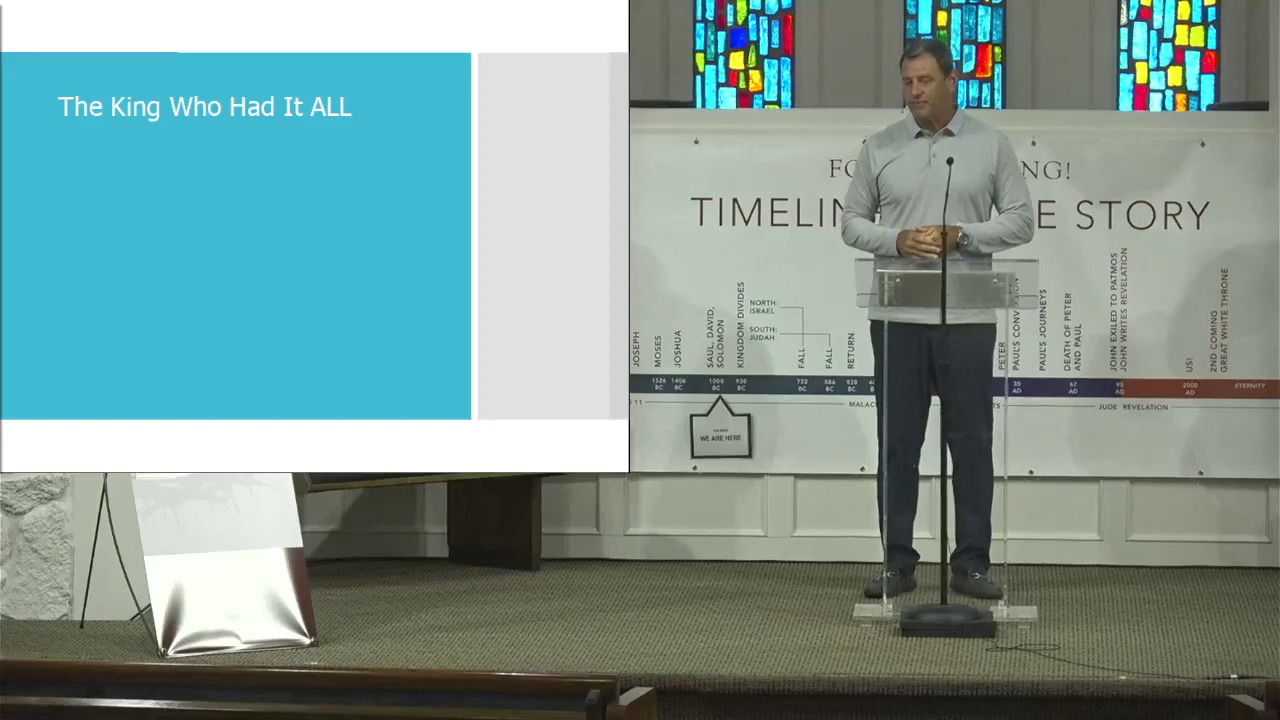 The King Who Had It ALL
NG!
TIMELIN E STORY
JOSEPH
MOSES
JOSHUA
SAUL, DAVID,
SOLOMON
KINGDOM DIVIDES
NORTH:
ISRAEL
SOUTH:
JUDAH
FALL
FALL
RETURN
PETER
PAUL'S JOURNEYS
DEATH OF PETER
AND PAUL
JOHN EXILED TO PATMOS
JOHN WRITES REVELATION
US!
2ND COMING
GREAT WHITE THRONE
1526
BC
1406
BC
1000
BC
930
BC
722
BC
586
BC
538
BC
35
AD
67
AD
95
AD
2000
AD
ETERNITY
11
MALAC
TS
JUDE REVELATION
WE ARE HERE